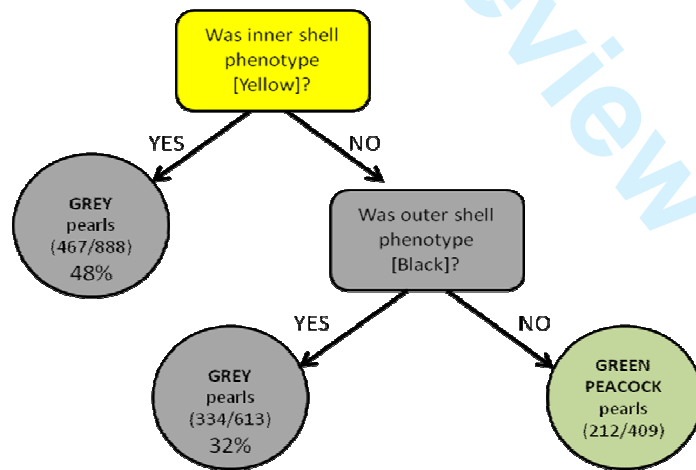 Was inner shell
phenotype
[Yellow]?
YES
NO
GREY
pearls
(467/888)
48%
Was outer shell
phenotype
[Black]?
YES
NO
GREY
pearls
(334/613)
32%
GREEN
PEACOCK
pearls
(212/409)
eview